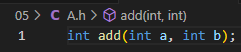 05 > C A.h > add(int, int)
1 int add(int a, int b);